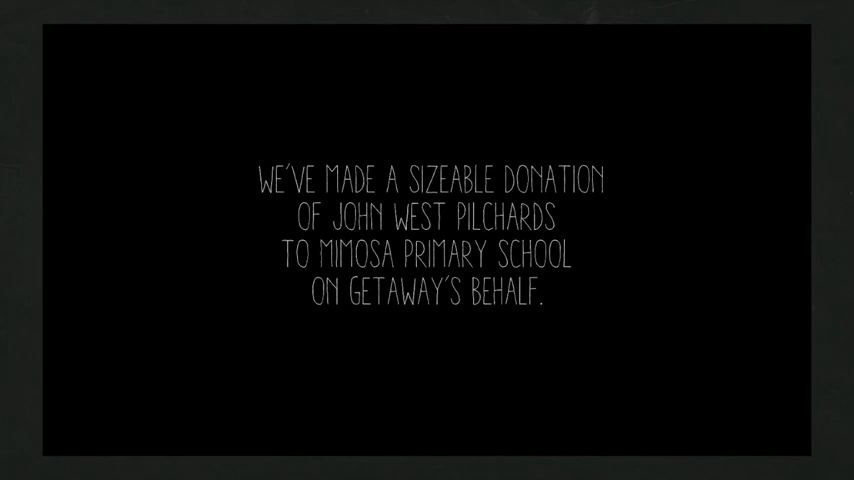 WE'VE MADE A SIZEABLE DONATION
OF JOHN WEST PILCHARDS
TO MIMOSA PRIMARY SCHOOL
ON GETAWAY'S BEHALF.